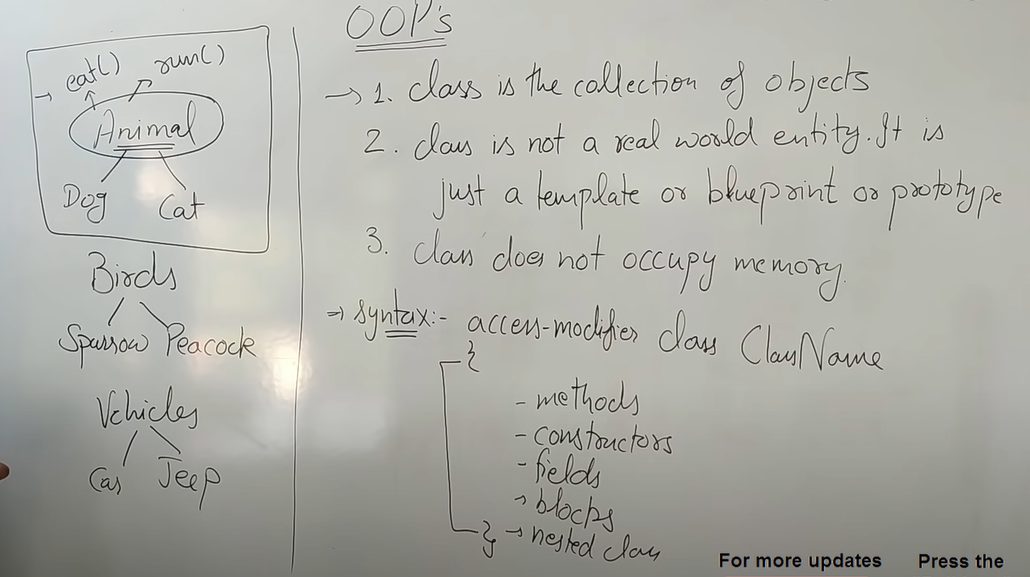 OOP's
eat() run()
Animal
Dog Cat
Birds
Sparrow Peacock
Vehicles
Car Jeep
→ 1. class is the collection of objects
2. class is not a real world entity. It is
just a template or blueprint or prototype
3. class does not occupy memory.
→ Syntax:- access-modifier class ClassName
{
- methods
- constructors
- fields
→ blocks
} → nested class
For more updates Press the